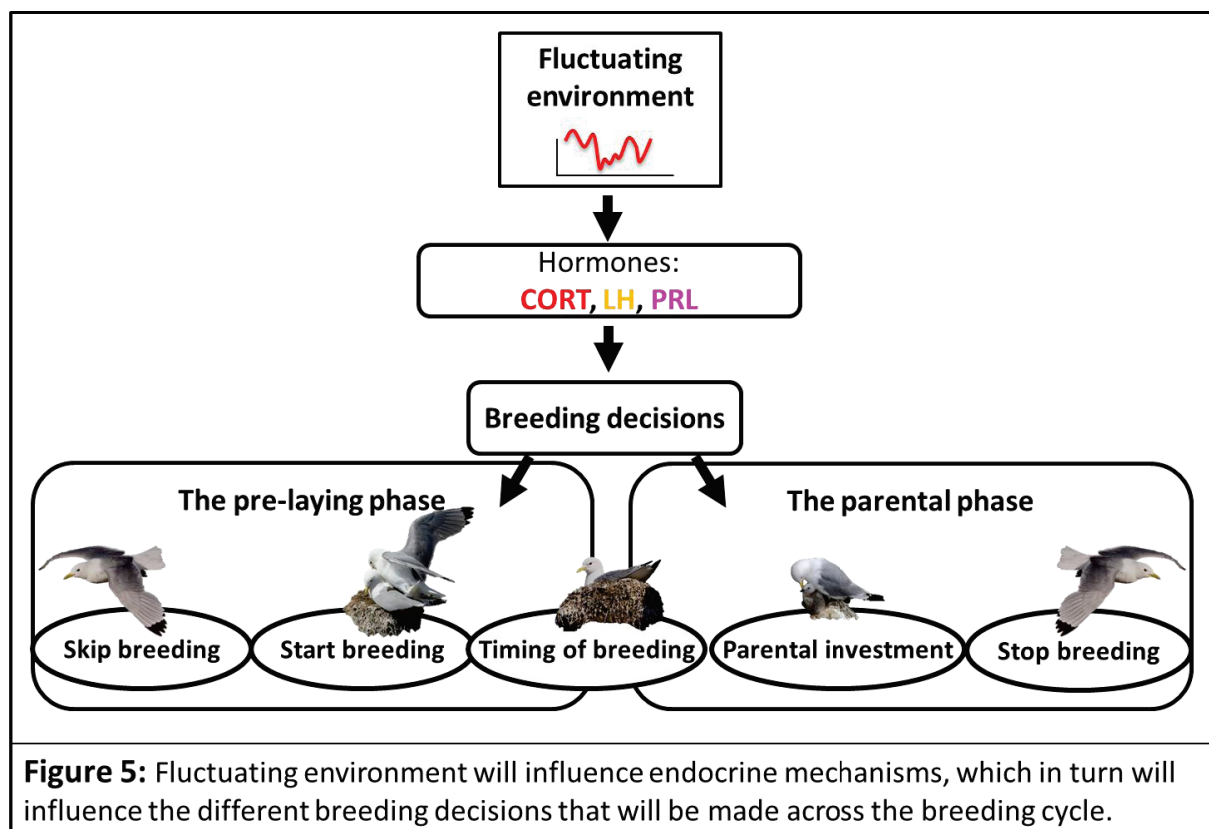 Fluctuating
environment
Hormones:
CORT, LH, PRL
Breeding decisions
The pre-laying phase
The parental phase
Skip breeding
Start breeding
Timing of breeding
Parental investment
Stop breeding
Figure 5: Fluctuating environment will influence endocrine mechanisms, which in turn will
influence the different breeding decisions that will be made across the breeding cycle.